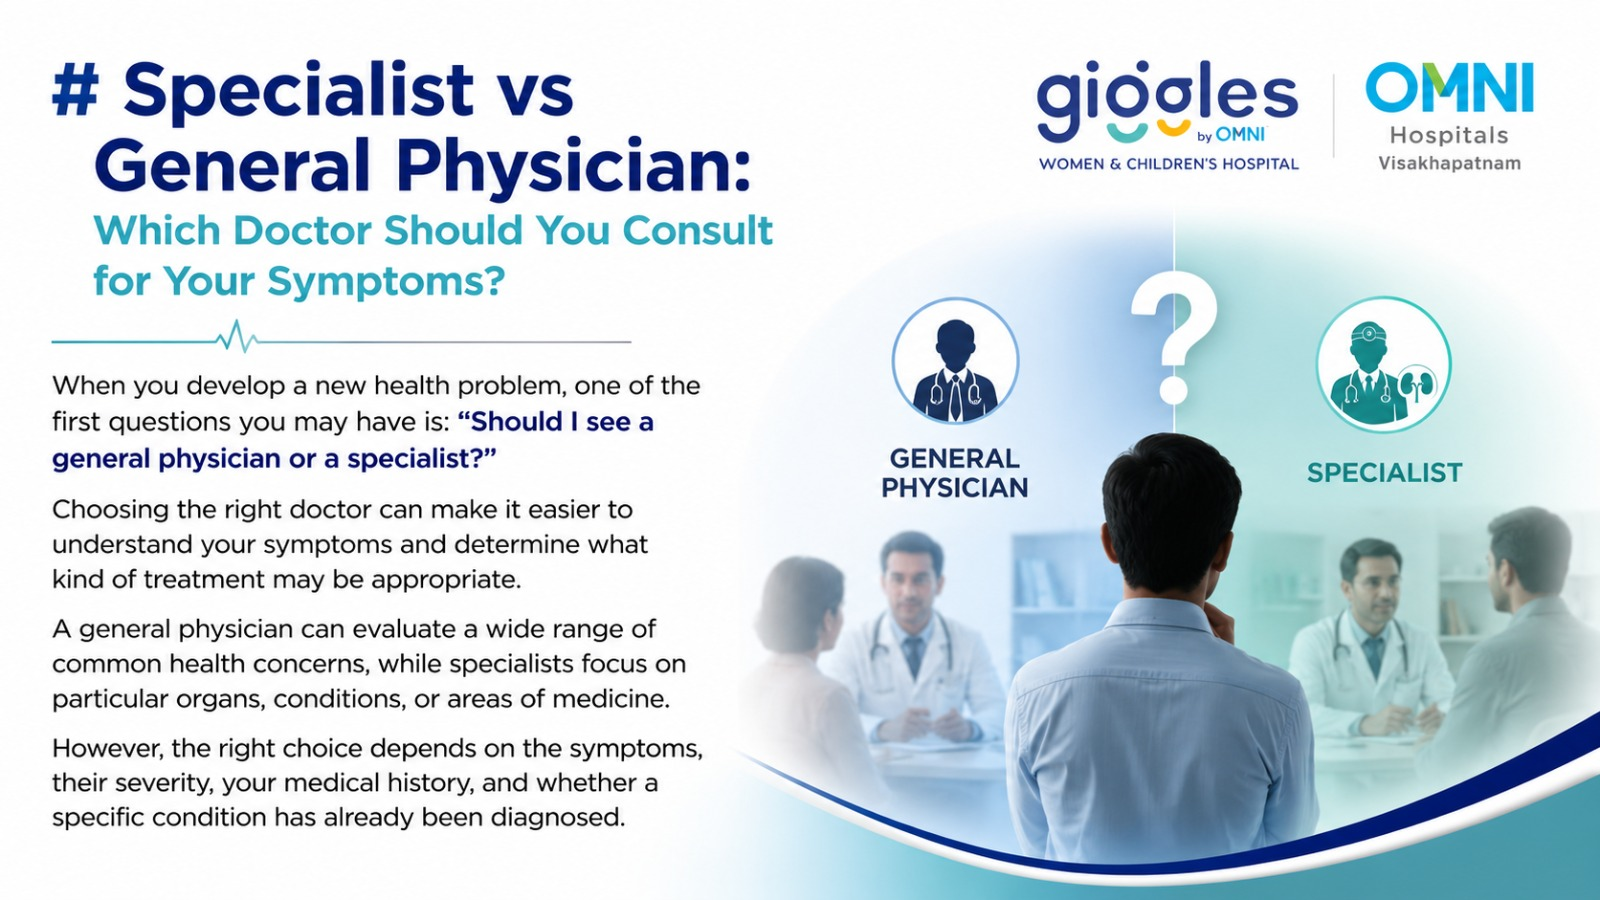 # Specialist vs
General Physician:
Which Doctor Should You Consult
for Your Symptoms?
When you develop a new health problem, one of the
first questions you may have is: “Should I see a
general physician or a specialist?”
Choosing the right doctor can make it easier to
understand your symptoms and determine what
kind of treatment may be appropriate.
A general physician can evaluate a wide range of
common health concerns, while specialists focus on
particular organs, conditions, or areas of medicine.
However, the right choice depends on the symptoms,
their severity, your medical history, and whether a
specific condition has already been diagnosed.
giggles
by OMNI
WOMEN & CHILDREN'S HOSPITAL
OMNI
Hospitals
Visakhapatnam
?
GENERAL
PHYSICIAN
SPECIALIST